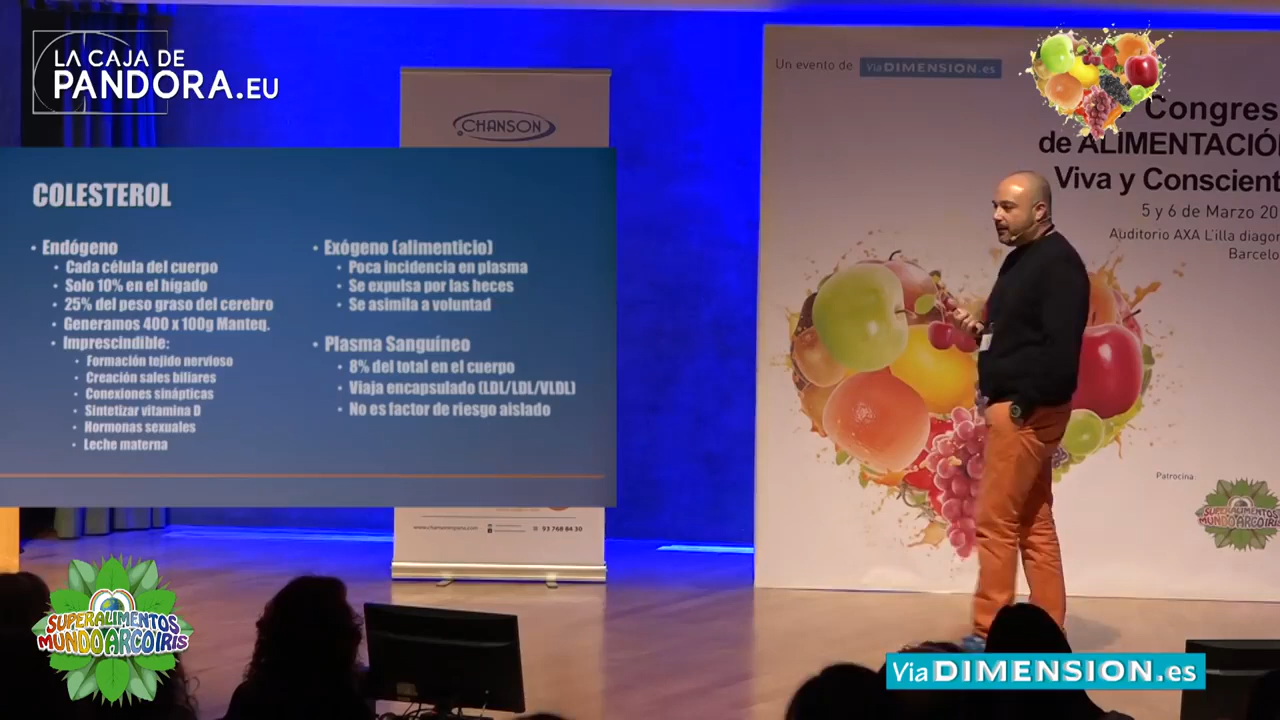 LA CAJA DE
PANDORA.EU
CHANSON
COLESTEROL
• Endógeno
• Cada célula del cuerpo
• Solo 10% en el hígado
• 25% del peso graso del cerebro
• Generamos 400 x 100g Manteq.
• Imprescindible:
• Formación tejido nervioso
• Creación sales biliares
• Conexiones sinápticas
• Sintetizar vitamina D
• Hormonas sexuales
• Leche materna
• Exógeno (alimenticio)
• Poca incidencia en plasma
• Se expulsa por las heces
• Se asimila a voluntad
• Plasma Sanguíneo
• 8% del total en el cuerpo
• Viaja encapsulado (LDL/LDL/VLDL)
• No es factor de riesgo aislado
93 768 84 30
Un evento de ViaDIMENSION.es
Congres
de ALIMENTACIÓ
Viva y Conscient
5 y 6 de Marzo 20
Auditorio AXA L'illa diagon
Barcelo
Patrocina
SUPERALIMENTOS
MUNDOARCOIRIS
SUPERALIMENTOS
MUNDOARCOIRIS
ViaDIMENSION.es